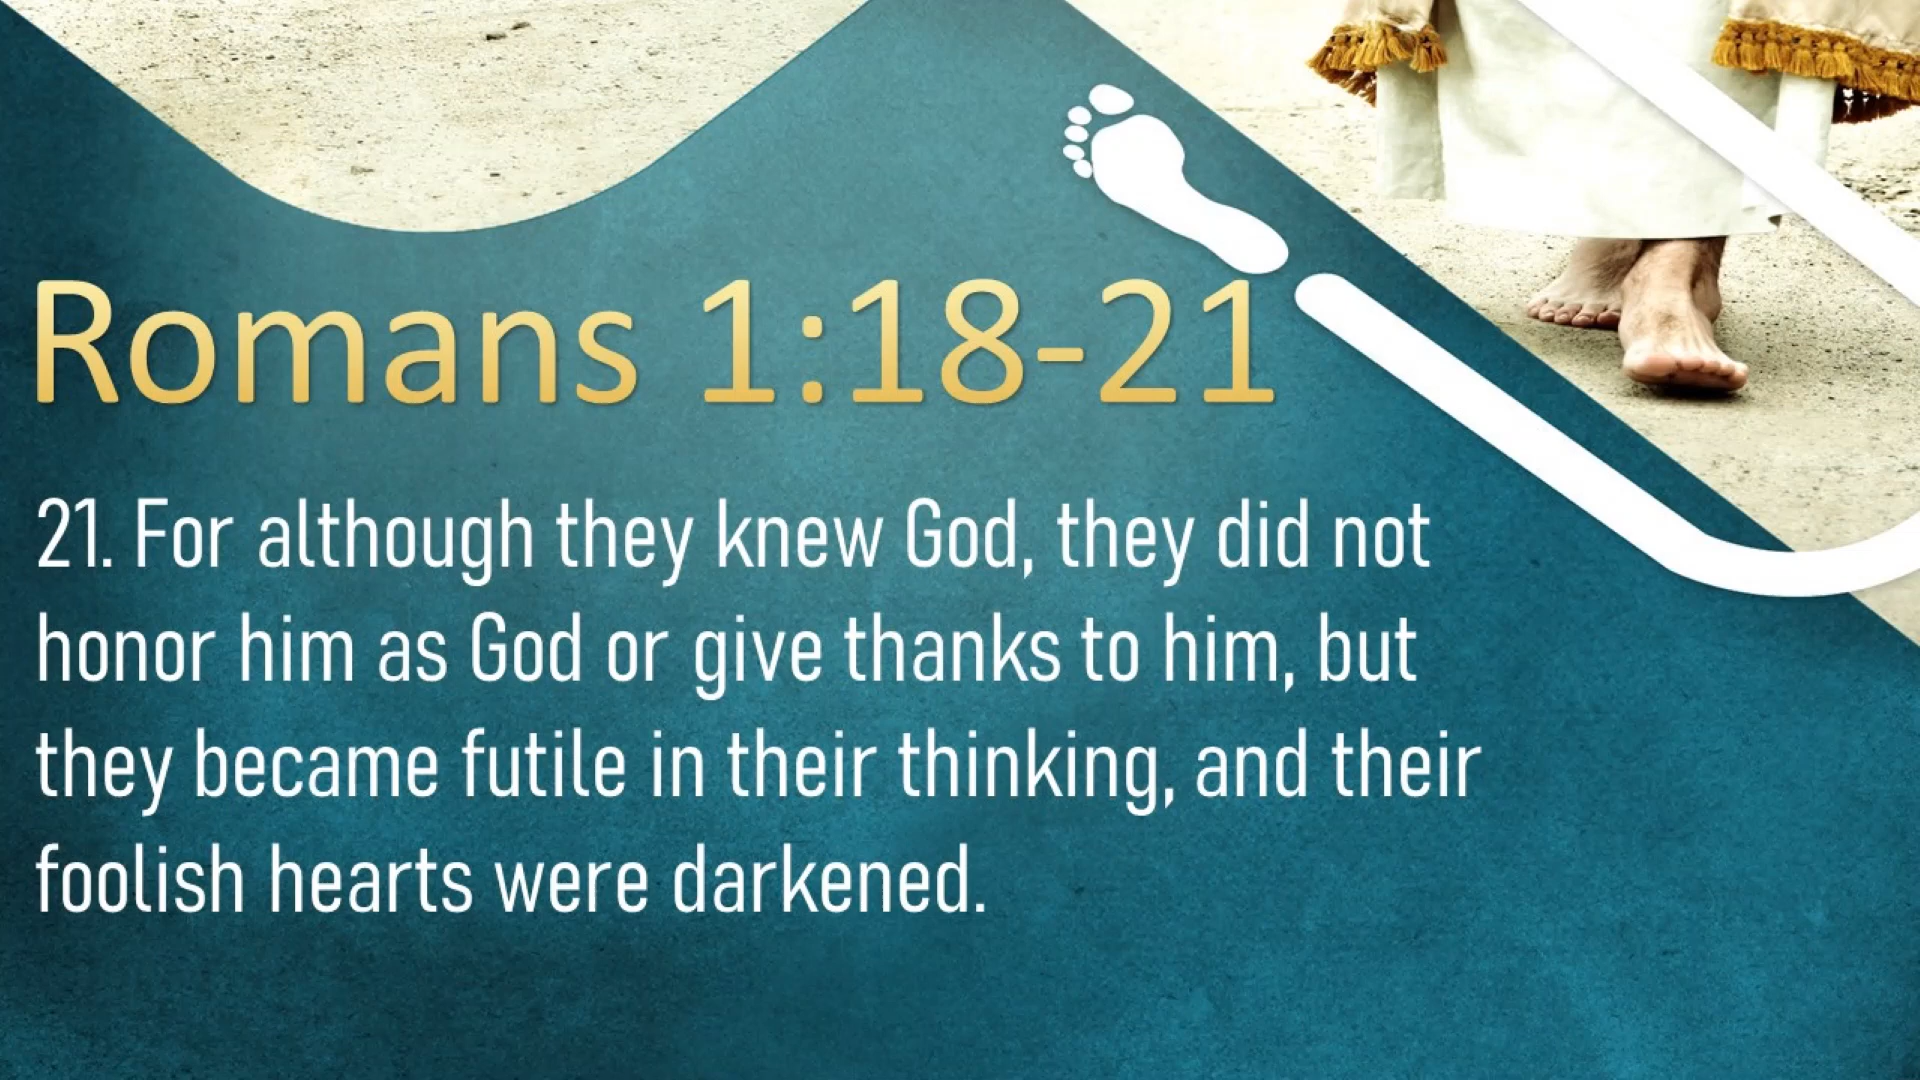 Romans 1:18-21
21. For although they knew God, they did not
honor him as God or give thanks to him, but
they became futile in their thinking, and their
foolish hearts were darkened.